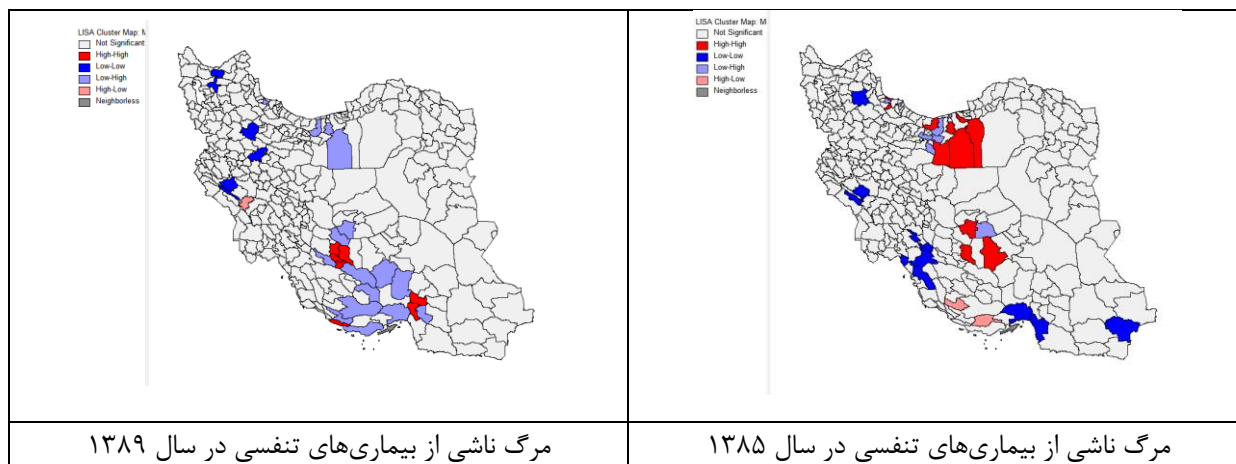 LISA Cluster Map: M
Not Significant
High-High
Low-Low
Low-High
High-Low
Neighborless
LISA Cluster Map: M
Not Significant
High-High
Low-Low
Low-High
High-Low
Neighborless
مرگ ناشی از بیماری‌های تنفسی در سال ۱۳۸۵
مرگ ناشی از بیماری‌های تنفسی در سال ۱۳۸۹